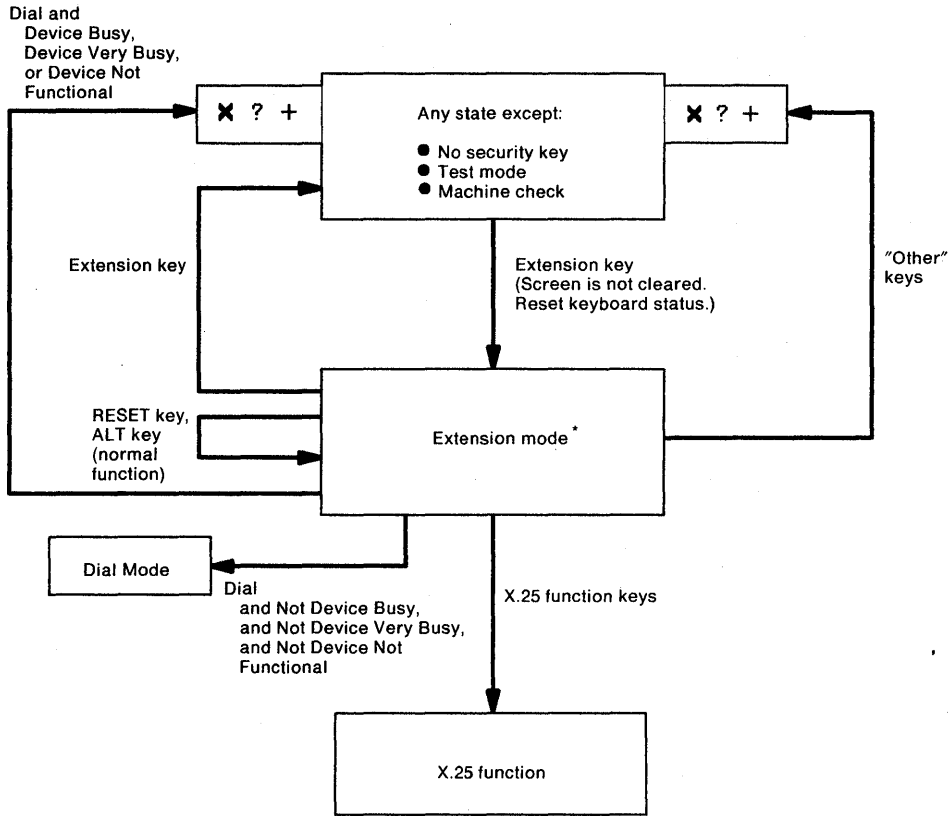 Dial and
Device Busy,
Device Very Busy,
or Device Not
Functional
X ? +
Any state except:
● No security key
● Test mode
● Machine check
X ? +
Extension key
Extension key
(Screen is not cleared.
Reset keyboard status.)
"Other"
keys
RESET key,
ALT key
(normal
function)
Extension mode*
Dial Mode
Dial
and Not Device Busy,
and Not Device Very Busy,
and Not Device Not
Functional
X.25 function keys
X.25 function